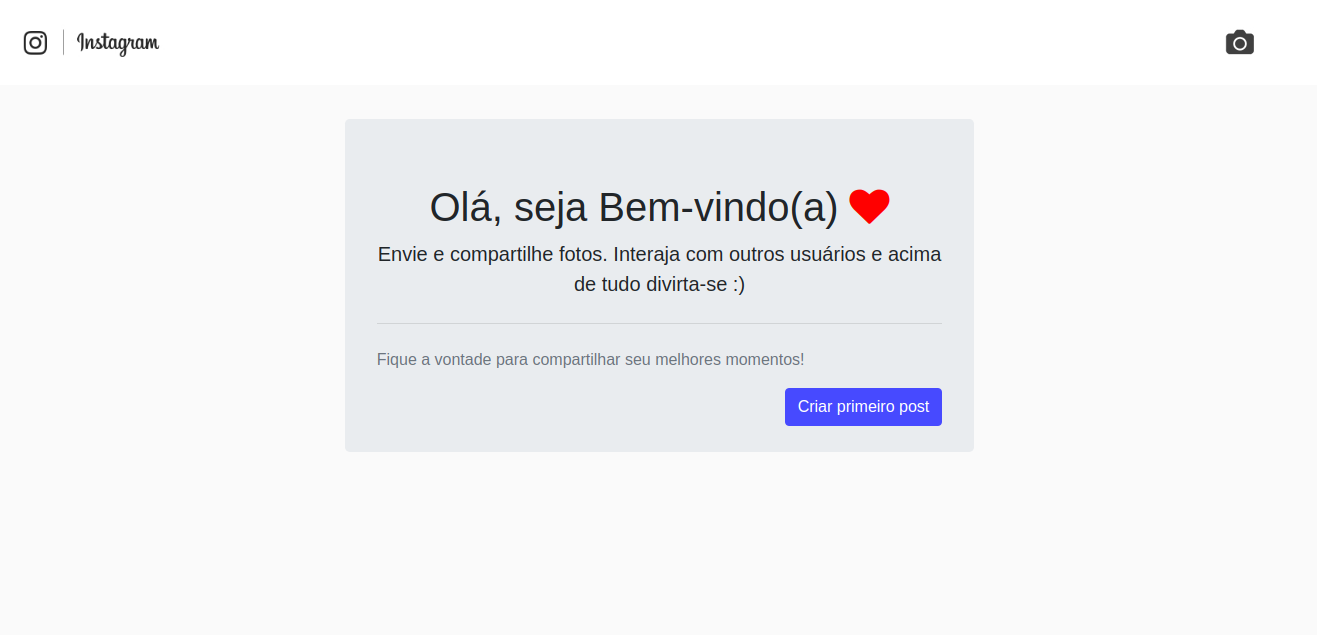 Instagram
Olá, seja Bem-vindo(a)
Envie e compartilhe fotos. Interaja com outros usuários e acima
de tudo divirta-se :)
Fique a vontade para compartilhar seu melhores momentos!
Criar primeiro post